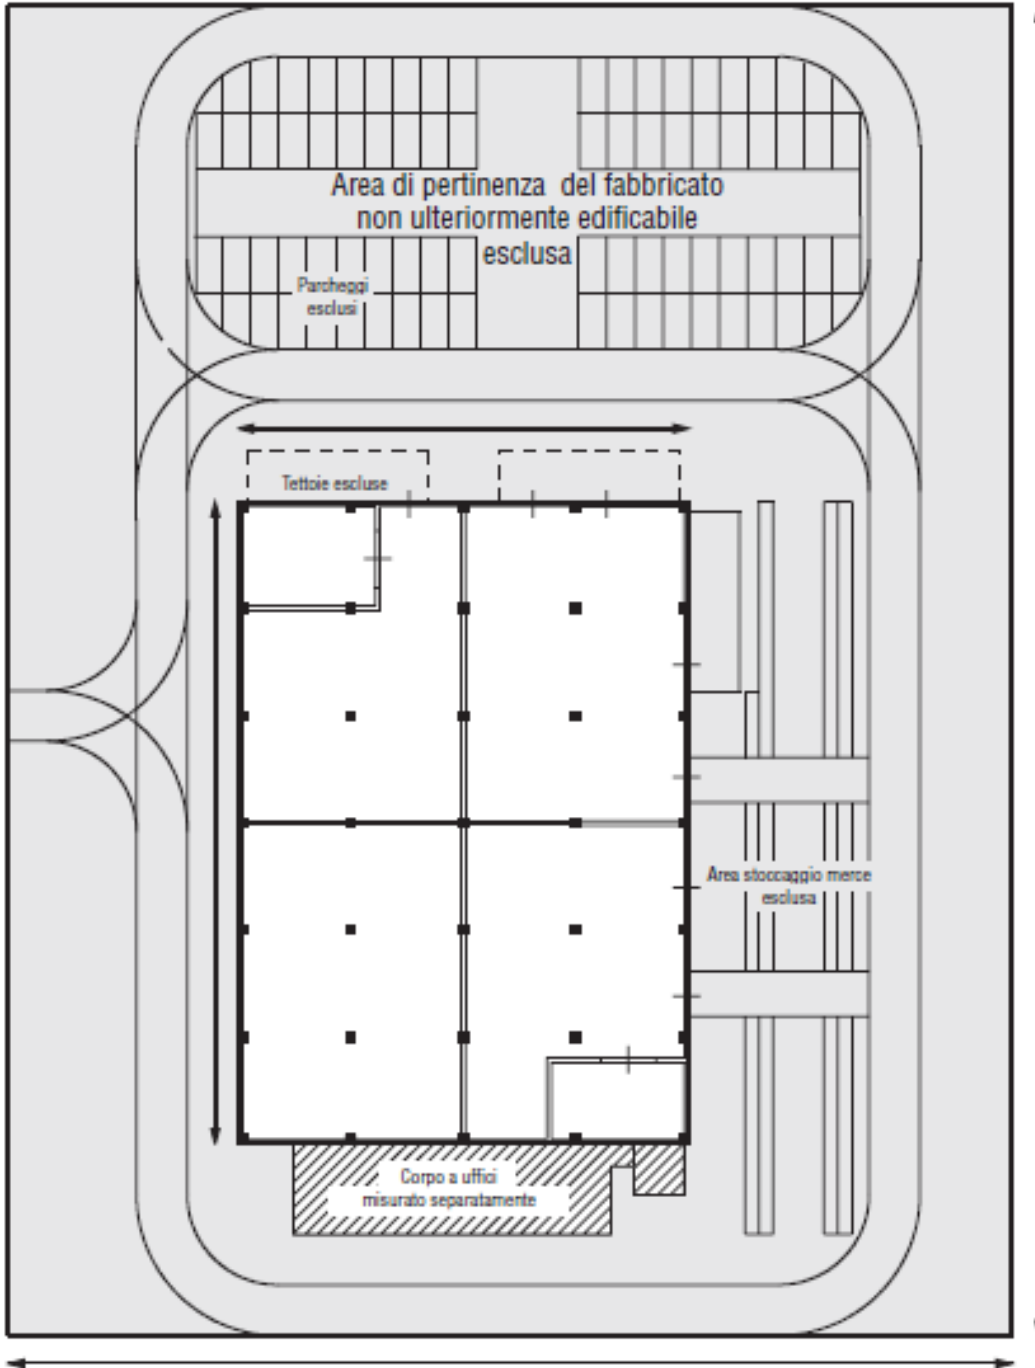 Area di pertinenza del fabbricato
non ulteriormente edificabile
esclusa
Parcheggi
esclusi
Tettoie escluse
Area stoccaggio merce
esclusa
Corpo a uffici
misurato separatamente